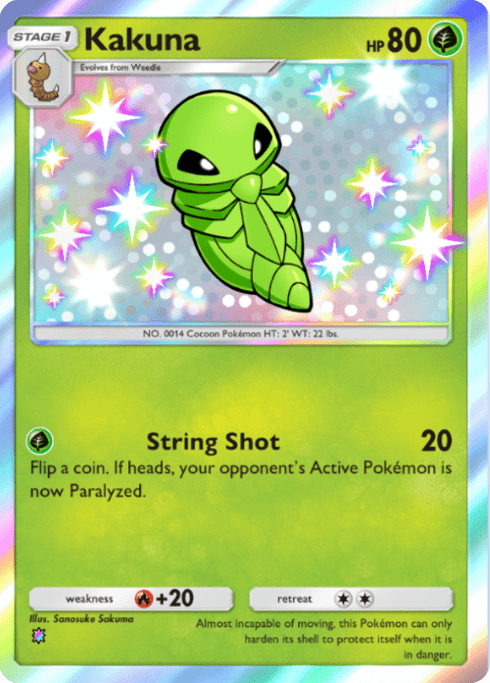 STAGE 1 Kakuna HP 80
Evolves from Weedle
NO. 0014 Cocoon Pokémon HT: 2' WT: 22 lbs.
String Shot 20
Flip a coin. If heads, your opponent's Active Pokémon is
now Paralyzed.
weakness +20 retreat
Illus. Sanosuke Sakuma
Almost incapable of moving, this Pokémon can only
harden its shell to protect itself when it is
in danger.